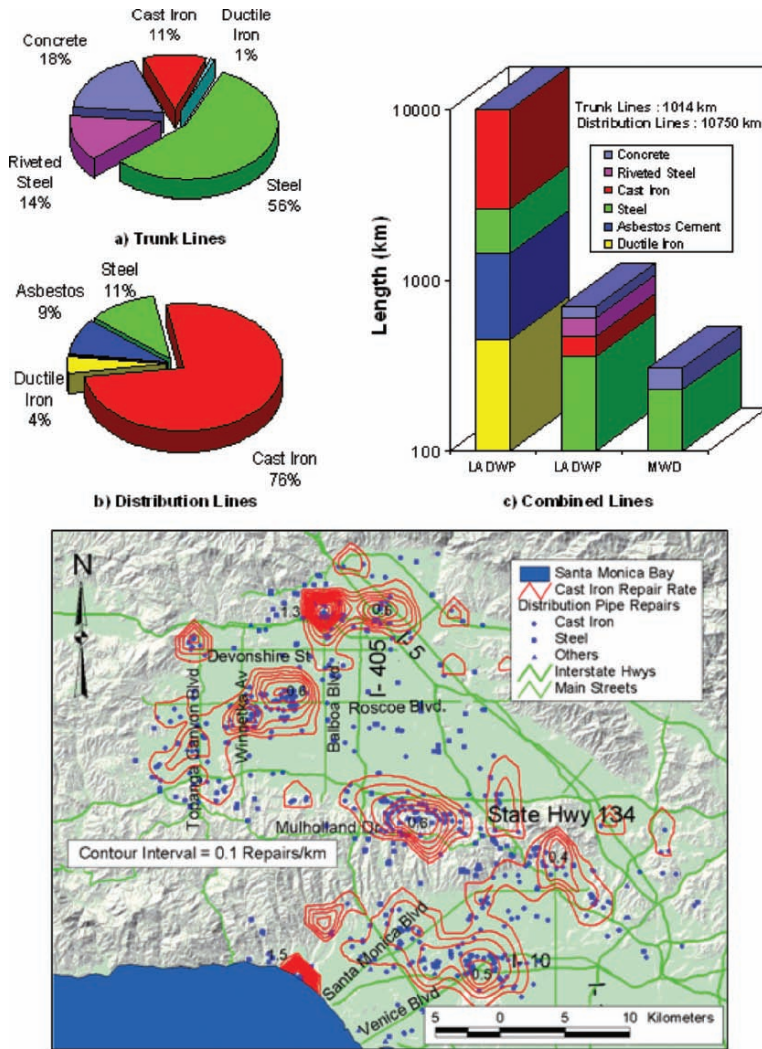 Cast Iron
11%
Ductile
Iron
1%
Concrete
18%
Riveted
Steel
14%
Steel
56%
a) Trunk Lines
Steel
11%
Asbestos
9%
Ductile
Iron
4%
Cast Iron
76%
b) Distribution Lines
10000
1000
100
Length (km)
Trunk Lines : 1014 km
Distribution Lines : 10750 km
Concrete
Riveted Steel
Cast Iron
Steel
Asbestos Cement
Ductile Iron
LADWP
LADWP
MWD
c) Combined Lines
N
Santa Monica Bay
Cast Iron Repair Rate
Distribution Pipe Repairs
Cast Iron
Steel
Others
Interstate Hwys
Main Streets
1.3
0.6
I-5
Devonshire St
I-405
Topanga Canyon Blvd.
Winnetka Av
0.6
Balboa Blvd.
Roscoe Blvd.
Mulholland Dr.
0.6
State Hwy 134
0.4
Contour Interval = 0.1 Repairs/km
1.5
Santa Monica Blvd
Venice Blvd
0.5
I-10
5 0 5 10 Kilometers